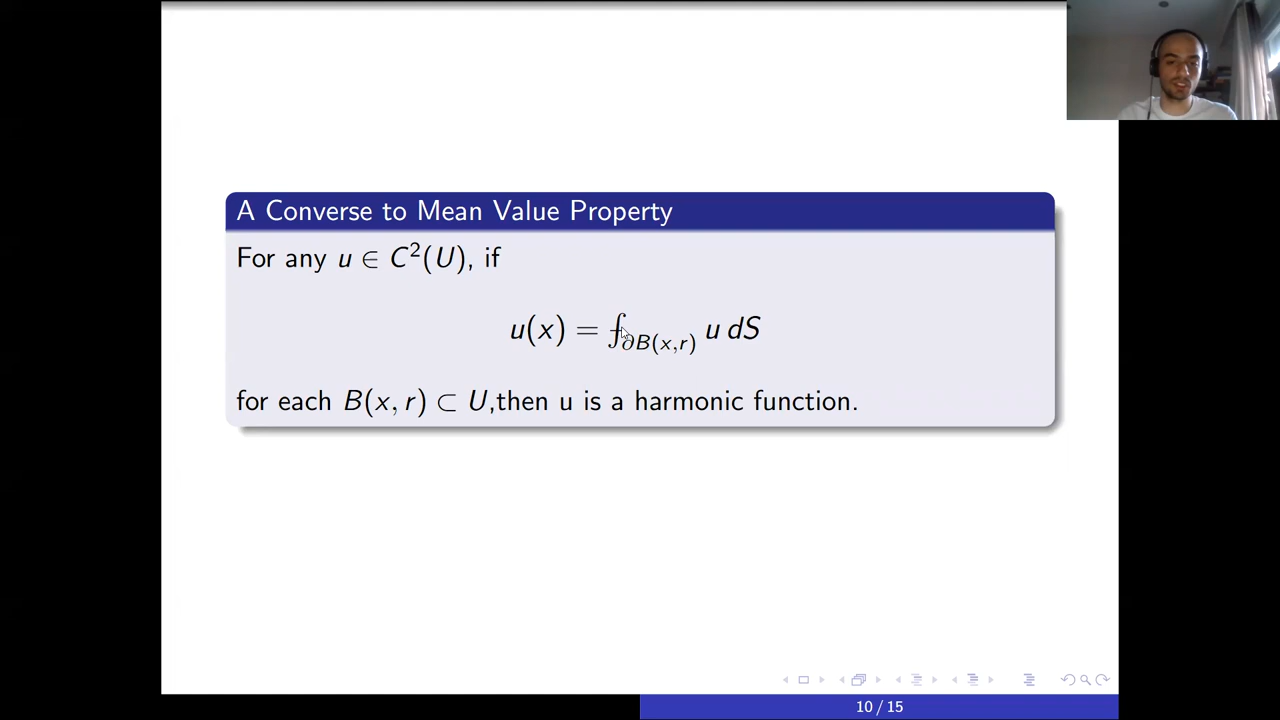 A Converse to Mean Value Property
For any u ∈ C²(U), if
u(x) = ⨍_{∂B(x,r)} u dS
for each B(x, r) ⊂ U,then u is a harmonic function.
10 / 15